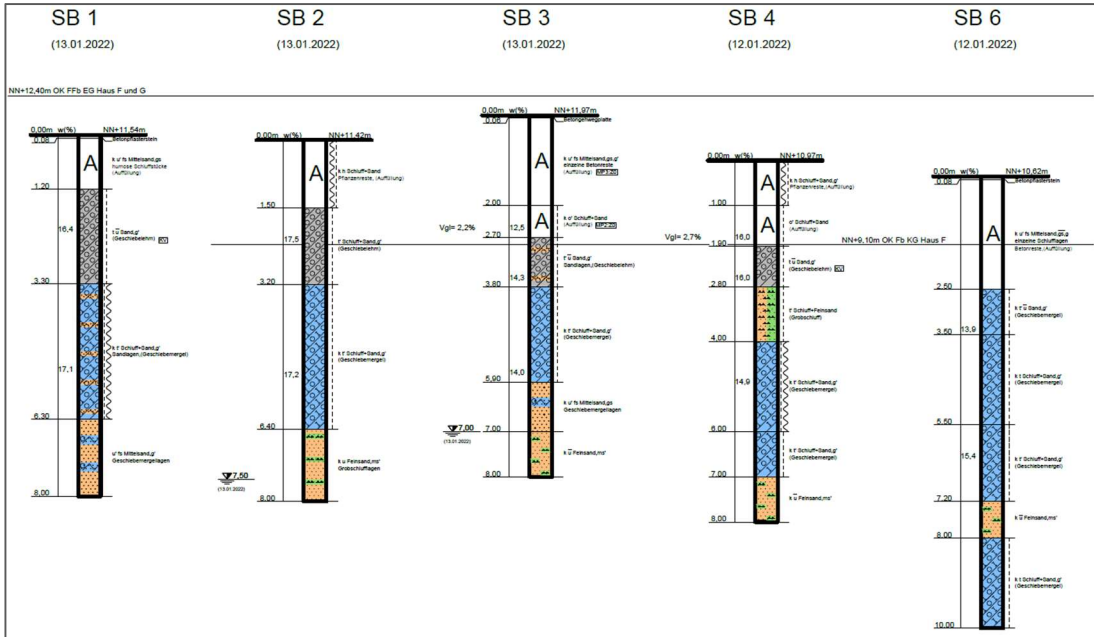 SB 1
(13.01.2022)
SB 2
(13.01.2022)
SB 3
(13.01.2022)
SB 4
(12.01.2022)
SB 6
(12.01.2022)
NN+12,40m OK FFb EG Haus F und G
0,00m w(%) NN+11,54m
0.08
Betonpflasterstein
A
k u' fs Mittelsand,gs
humose Schluffstücke
(Auffüllung)
1.20
16,4
t u̅ Sand,g'
(Geschiebelehm) KV
3.30
k t' Schluff+Sand,g'
Sandlagen,(Geschiebemergel)
17,1
6.30
u' fs Mittelsand,g'
Geschiebemergellagen
8.00
0.00m w(%) NN+11.42m
A
k h Schluff+Sand
Pflanzenreste, (Auffüllung)
1.50
17,5
t' Schluff+Sand,g'
(Geschiebelehm)
3.20
k t' Schluff+Sand,g'
(Geschiebemergel)
17,2
6.40
k u Feinsand,ms'
Grobschlufflagen
7,50
(13.01.2022)
8.00
0,00m w(%) NN+11,97m
0.06
Betongehwegplatte
A
k u' fs Mittelsand,gs,g'
einzelne Betonreste
(Auffüllung)
2.00
Vgl= 2,2%
12,5
A
k o' Schluff+Sand
(Auffüllung)
2.70
14,3
t' u̅ Sand,g'
Sandlagen,(Geschiebelehm)
3.80
k t' Schluff+Sand,g'
(Geschiebemergel)
14,0
5.90
k u' fs Mittelsand,gs
Geschiebemergellagen
7,00
(13.01.2022)
7.00
k u̅ Feinsand,ms'
8.00
0.00m w(%) NN+10.97m
A
k h Schluff+Sand,g'
Pflanzenreste, (Auffüllung)
1.00
A
o' Schluff+Sand
(Auffüllung)
Vgl= 2,7%
16,0
1.90
NN+9,10m OK Fb KG Haus F
t u̅ Sand,g'
(Geschiebelehm) KV
16,0
2.80
t' Schluff+Feinsand
(Grobschluff)
4.00
14,9
k t' Schluff+Sand,g'
(Geschiebemergel)
6.00
k t' Schluff+Sand,g'
(Geschiebemergel)
7.00
k u̅ Feinsand,ms'
8.00
0.00m w(%) NN+10,62m
0.08
Betonpflasterstein
A
k u' fs Mittelsand,gs,g
einzelne Schlufflagen
Betonreste,(Auffüllung)
2.50
13,9
k t' u̅ Sand,g'
(Geschiebemergel)
3.50
k t Schluff+Sand,g'
(Geschiebemergel)
5.50
15,4
k t' Schluff+Sand,g'
(Geschiebemergel)
7.20
k u̅ Feinsand,ms'
8.00
k t Schluff+Sand,g'
(Geschiebemergel)
10.00